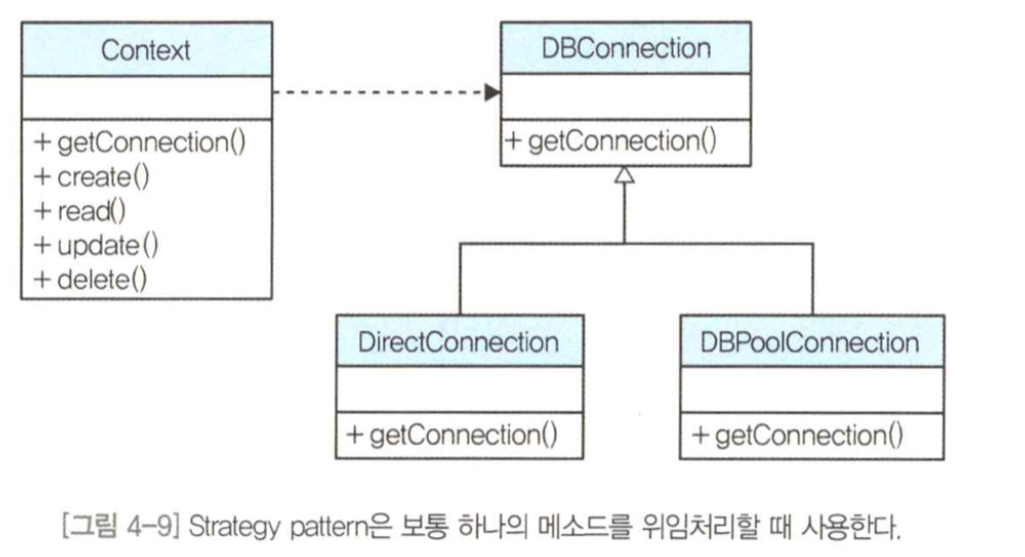 Context
+ getConnection()
+ create()
+ read()
+ update()
+ delete()
DBConnection
+ getConnection()
DirectConnection
+ getConnection()
DBPoolConnection
+ getConnection()
[그림 4-9] Strategy pattern은 보통 하나의 메소드를 위임처리할 때 사용한다.